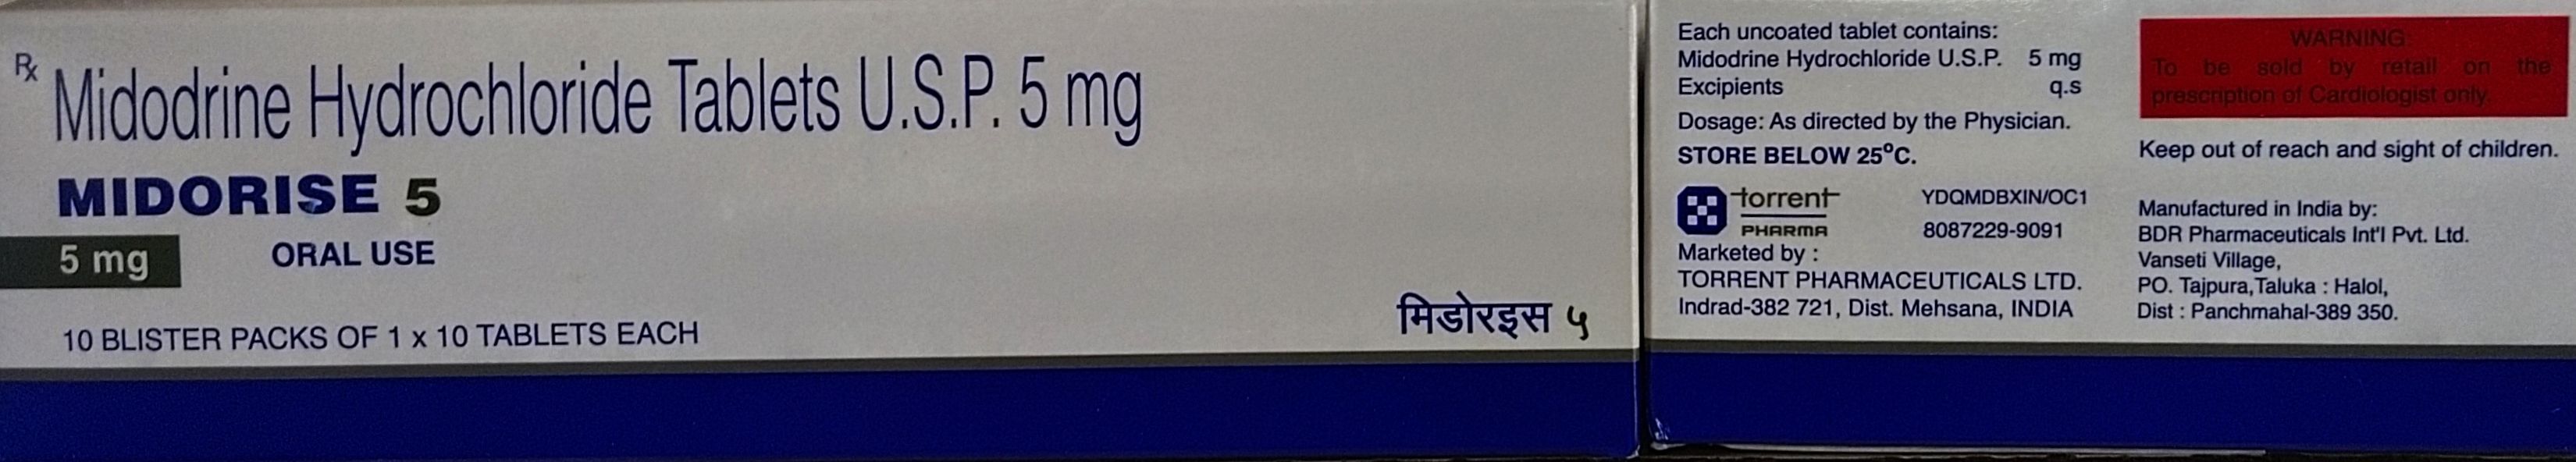 Rx Midodrine Hydrochloride Tablets U.S.P. 5 mg
MIDORISE 5
5 mg ORAL USE
10 BLISTER PACKS OF 1 x 10 TABLETS EACH
मिडोरइस ५
Each uncoated tablet contains:
Midodrine Hydrochloride U.S.P. 5 mg
Excipients q.s
Dosage: As directed by the Physician.
STORE BELOW 25°C.
torrent
PHARMA
YDQMDBXIN/OC1
8087229-9091
Marketed by :
TORRENT PHARMACEUTICALS LTD.
Indrad-382 721, Dist. Mehsana, INDIA
WARNING
To be sold by retail on the
prescription of Cardiologist only.
Keep out of reach and sight of children.
Manufactured in India by:
BDR Pharmaceuticals Int'l Pvt. Ltd.
Vanseti Village,
PO. Tajpura,Taluka : Halol,
Dist : Panchmahal-389 350.